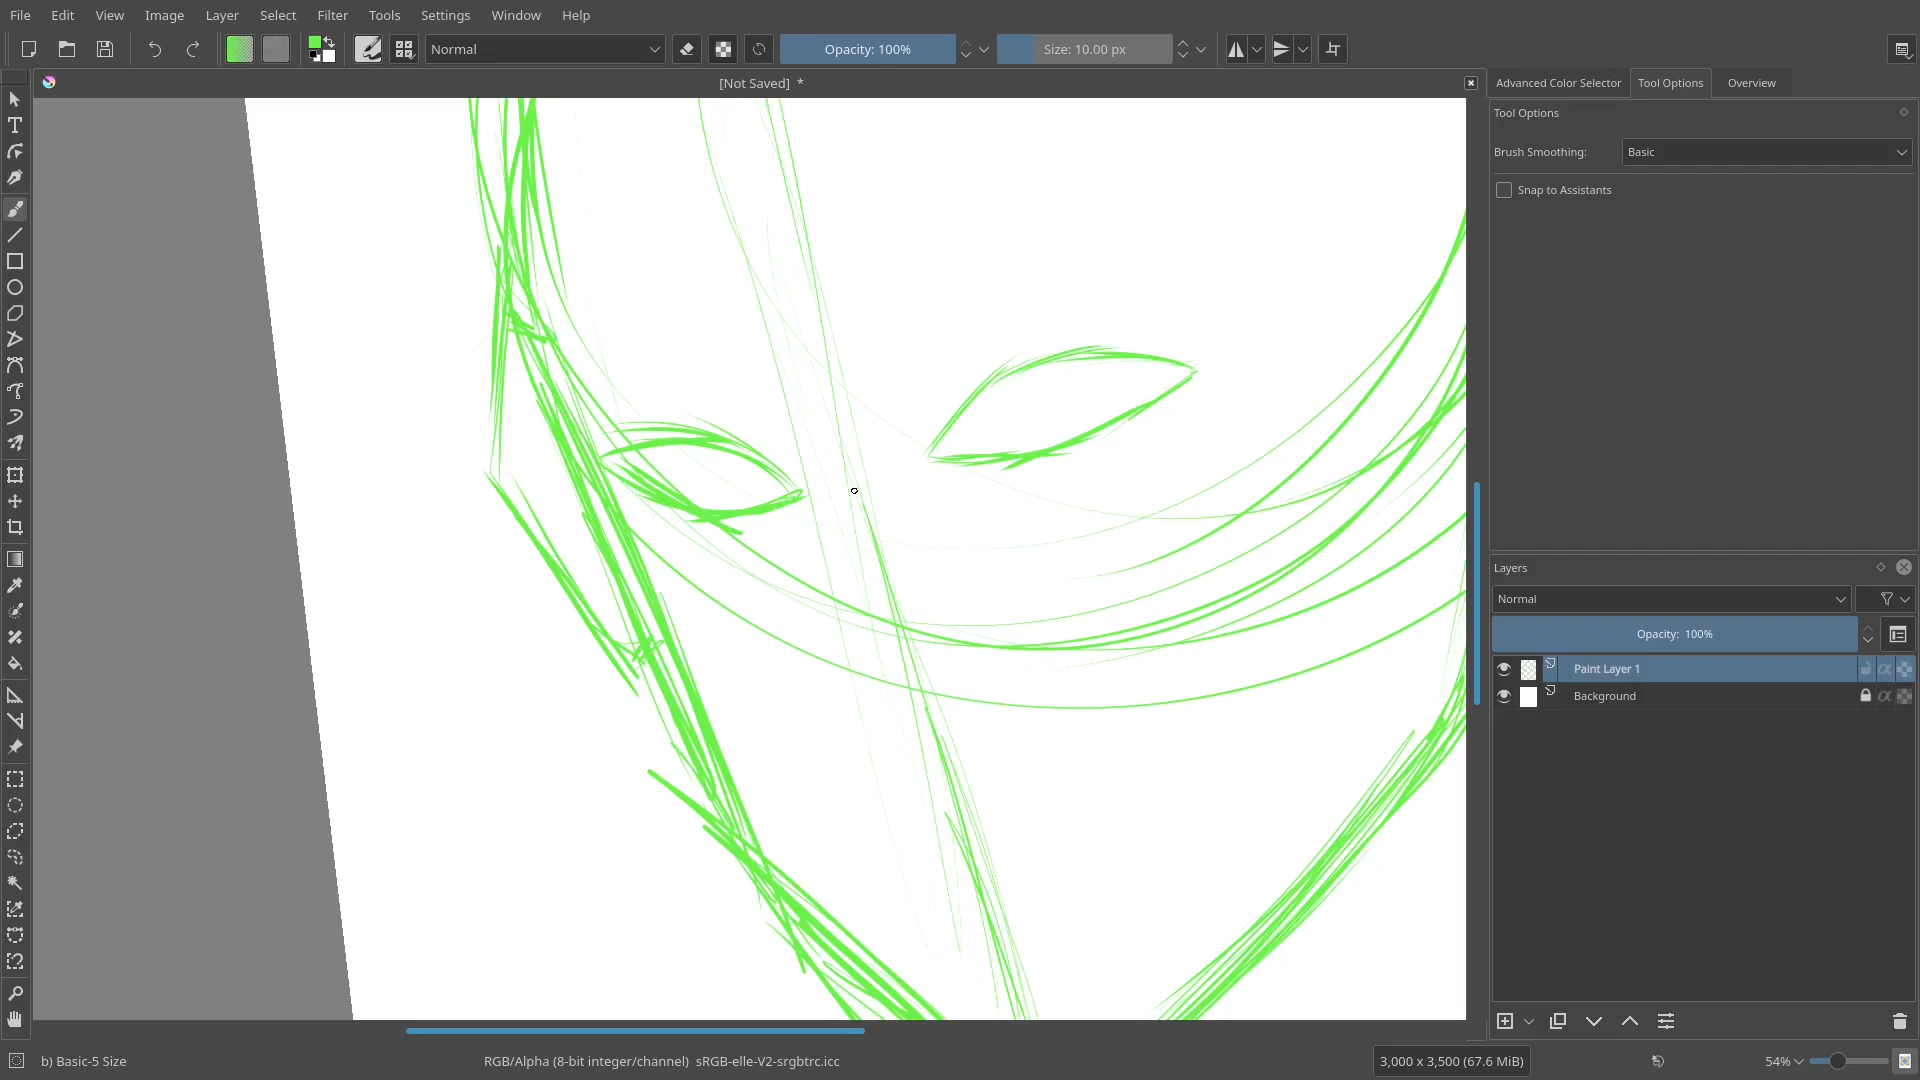 File Edit View Image Layer Select Filter Tools Settings Window Help
Normal Opacity: 100% Size: 10.00 px
[Not Saved] *
Advanced Color Selector Tool Options Overview
Tool Options
Brush Smoothing: Basic
Snap to Assistants
Layers
Normal
Opacity: 100%
Paint Layer 1
Background
b) Basic-5 Size RGB/Alpha (8-bit integer/channel) sRGB-elle-V2-srgbtrc.icc 3,000 x 3,500 (67.6 MiB) 54%